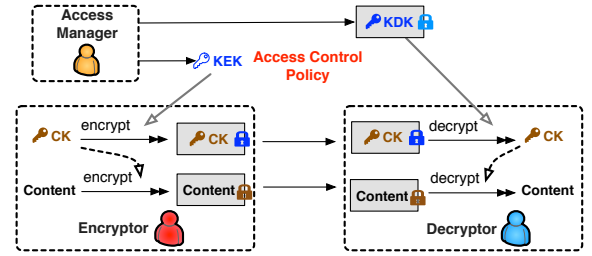 Access
Manager
KDK
KEK
Access Control
Policy
CK
encrypt
CK
CK
decrypt
CK
Content
encrypt
Content
Content
decrypt
Content
Encryptor
Decryptor